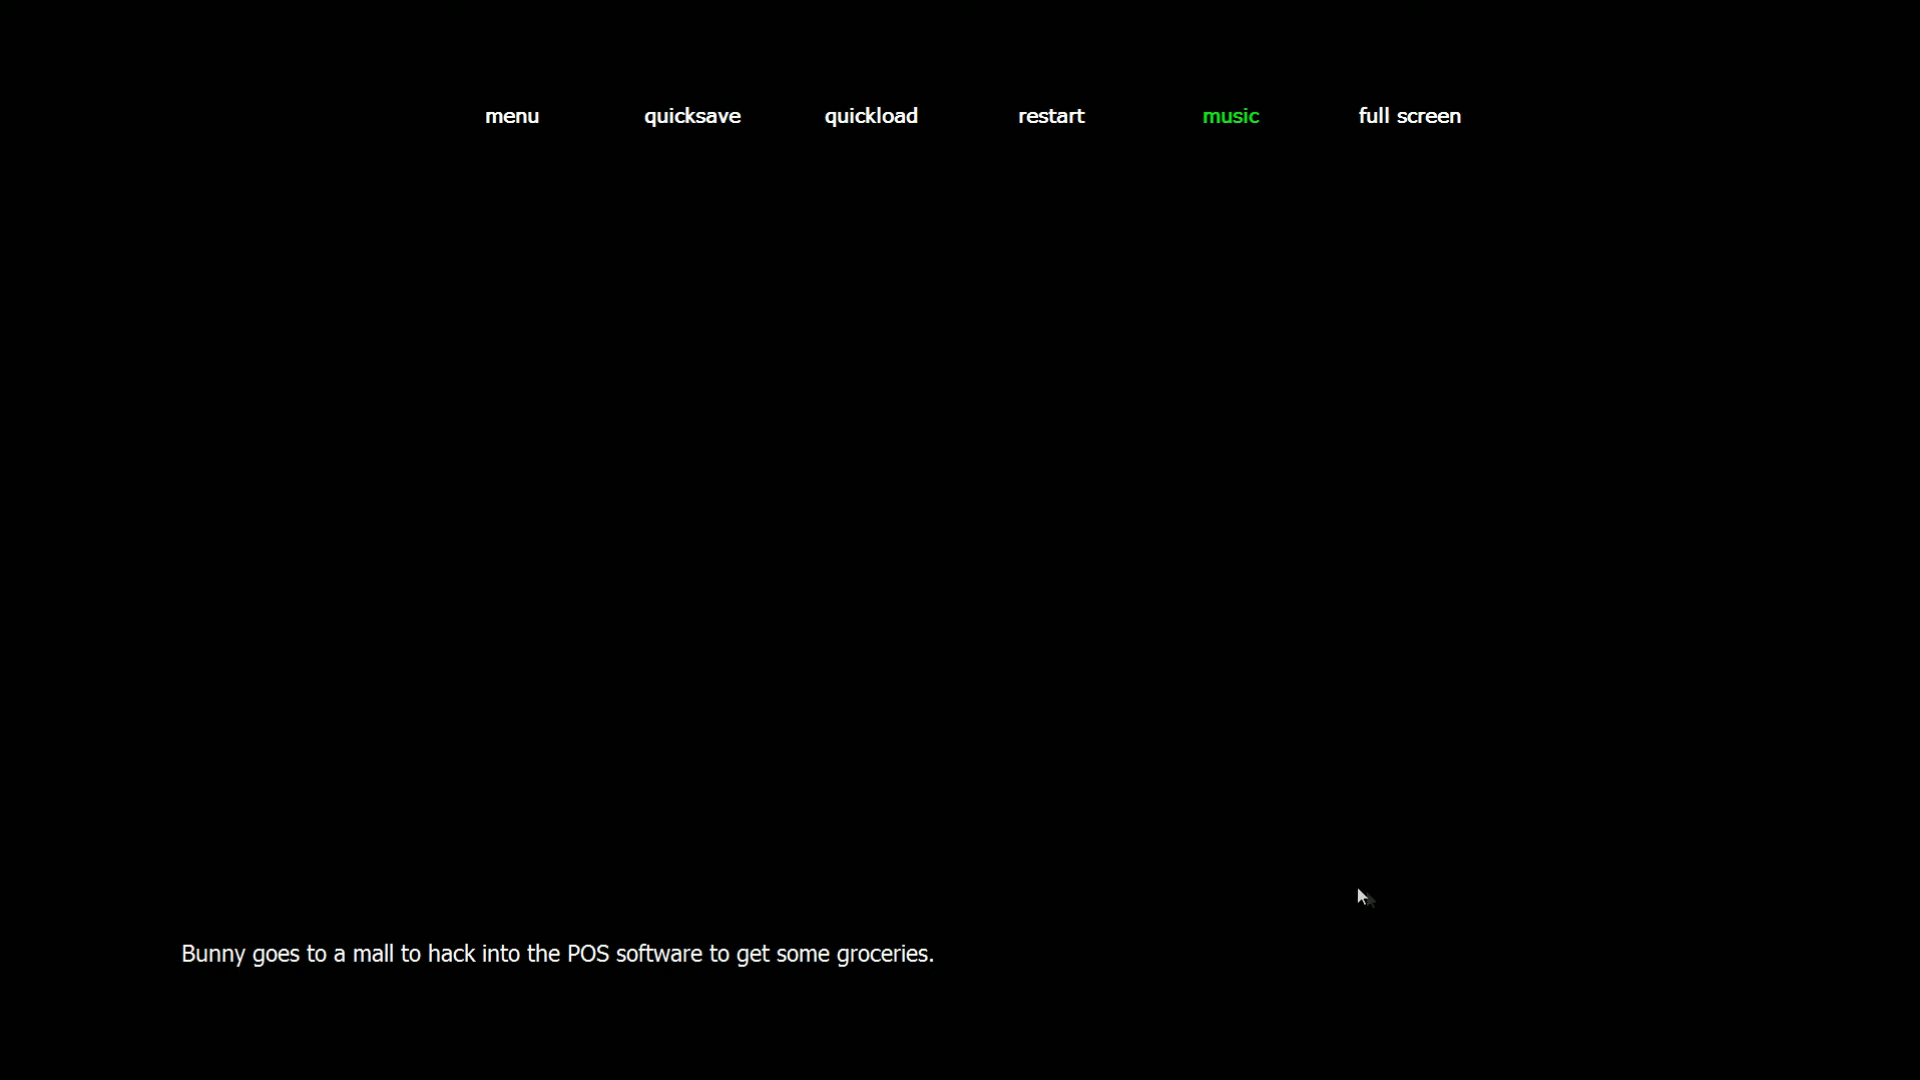 menu quicksave quickload restart music full screen
Bunny goes to a mall to hack into the POS software to get some groceries.